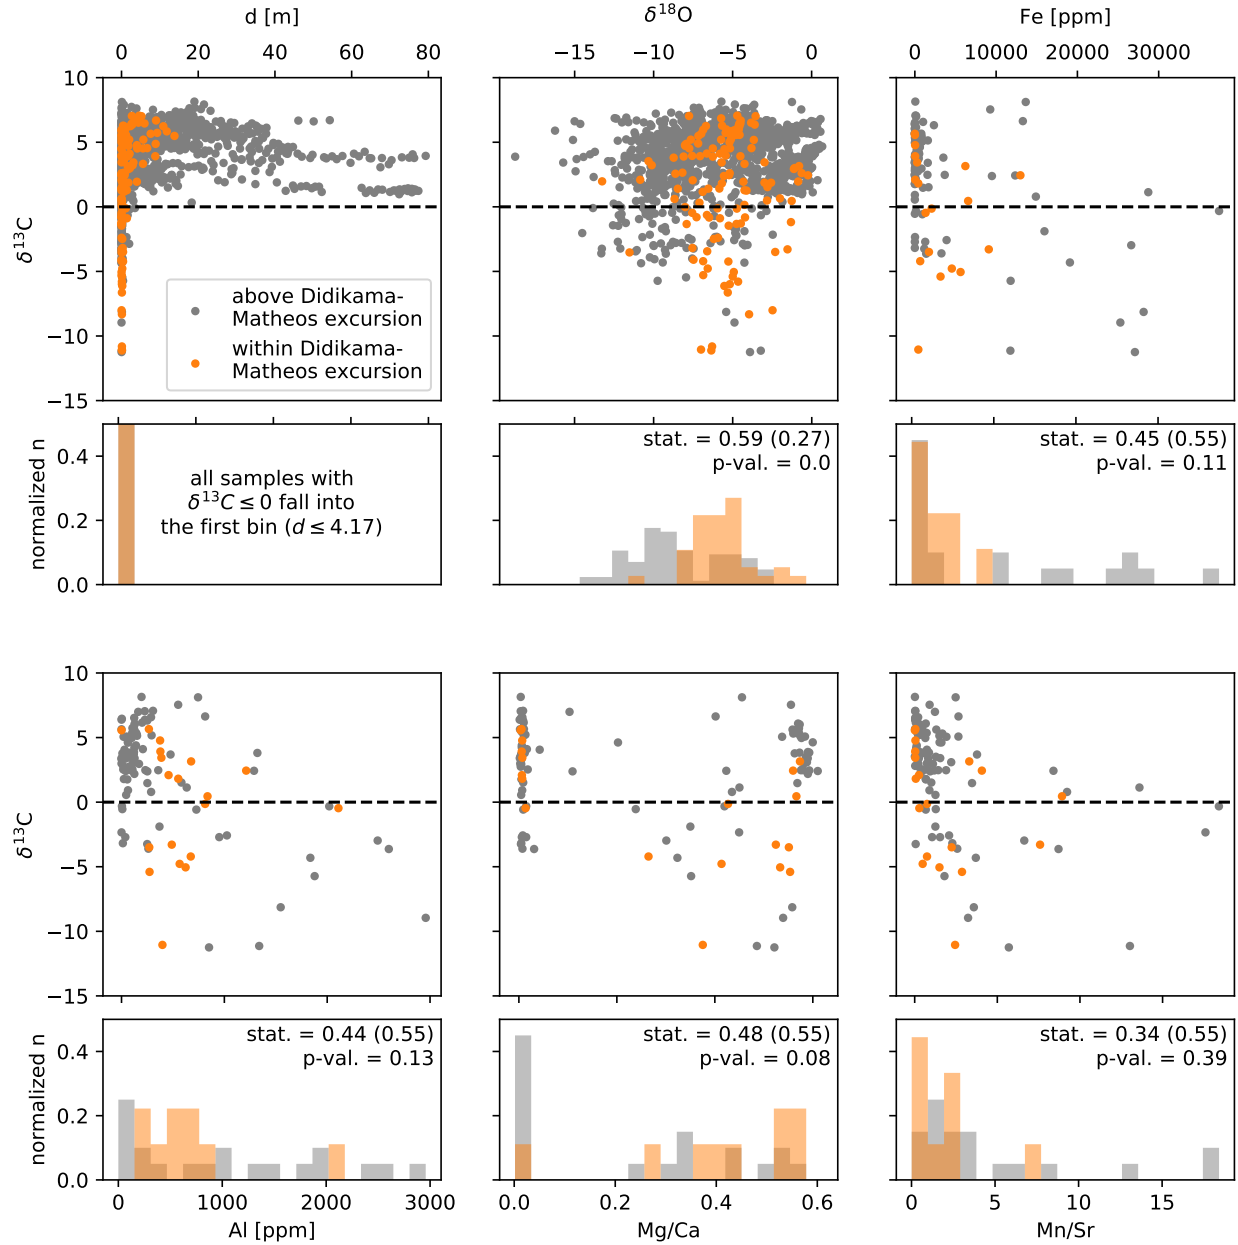 d [m]
δ¹⁸O
Fe [ppm]
0 20 40 60 80
−15 −10 −5 0
0 10000 20000 30000
10
5
0
−5
−10
−15
δ¹³C
above Didikama-
Matheos excursion
within Didikama-
Matheos excursion
0.4
0.2
0.0
normalized n
all samples with
δ¹³C ≤ 0 fall into
the first bin (d ≤ 4.17)
stat. = 0.59 (0.27)
p-val. = 0.0
stat. = 0.45 (0.55)
p-val. = 0.11
10
5
0
−5
−10
−15
δ¹³C
0.4
0.2
0.0
normalized n
stat. = 0.44 (0.55)
p-val. = 0.13
stat. = 0.48 (0.55)
p-val. = 0.08
stat. = 0.34 (0.55)
p-val. = 0.39
0 1000 2000 3000
0.0 0.2 0.4 0.6
0 5 10 15
Al [ppm]
Mg/Ca
Mn/Sr